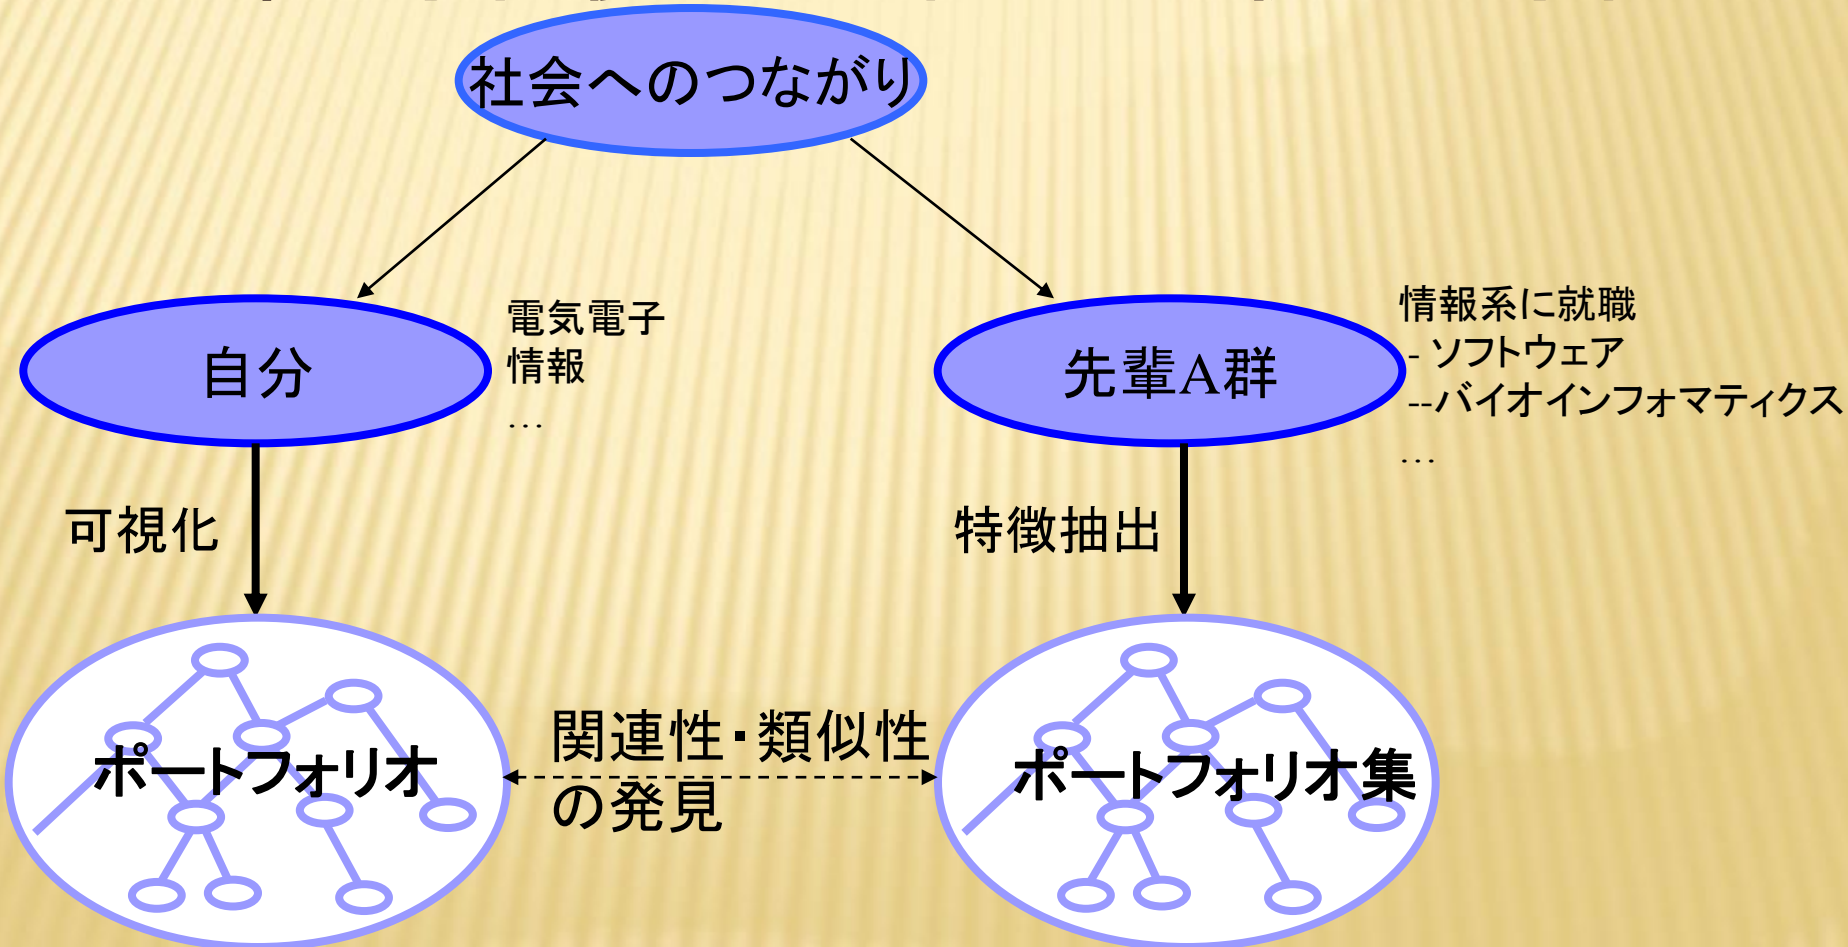 社会へのつながり
自分
電気電子
情報
…
先輩A群
情報系に就職
- ソフトウェア
--バイオインフォマティクス
…
可視化
特徴抽出
ポートフォリオ
関連性・類似性
の発見
ポートフォリオ集